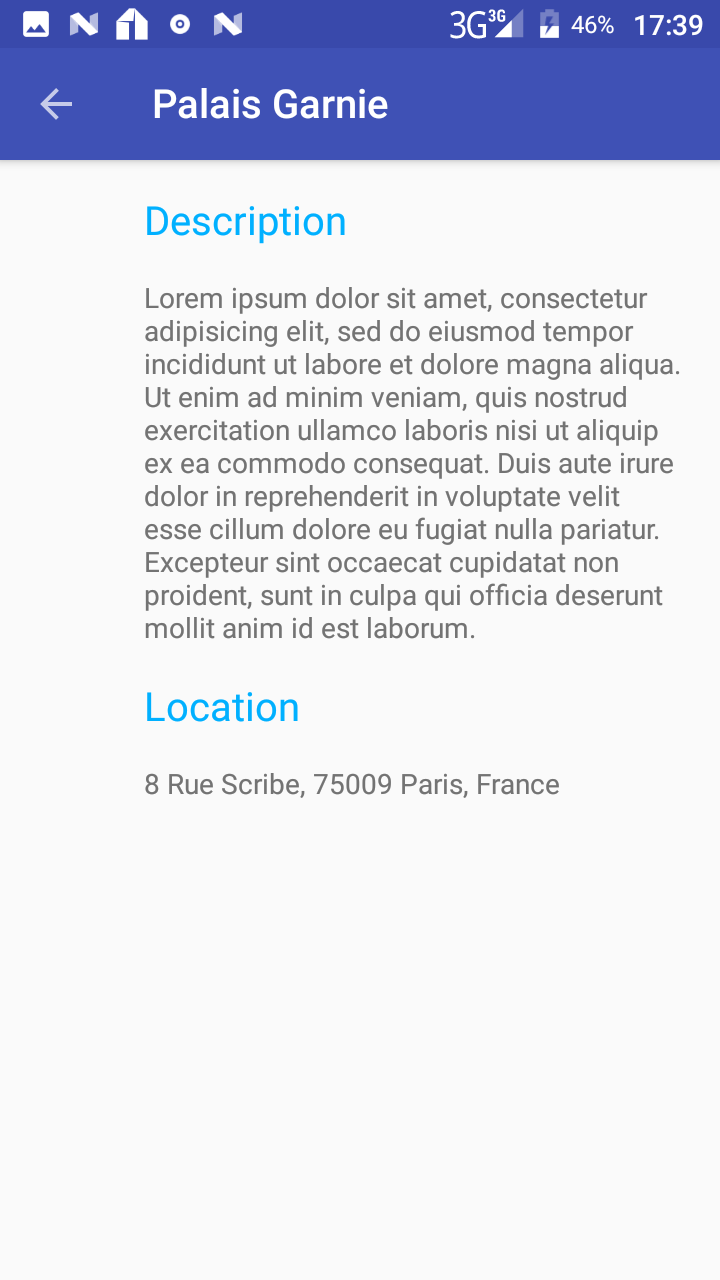 3G 3G 46% 17:39
Palais Garnie
Description
Lorem ipsum dolor sit amet, consectetur
adipisicing elit, sed do eiusmod tempor
incididunt ut labore et dolore magna aliqua.
Ut enim ad minim veniam, quis nostrud
exercitation ullamco laboris nisi ut aliquip
ex ea commodo consequat. Duis aute irure
dolor in reprehenderit in voluptate velit
esse cillum dolore eu fugiat nulla pariatur.
Excepteur sint occaecat cupidatat non
proident, sunt in culpa qui officia deserunt
mollit anim id est laborum.
Location
8 Rue Scribe, 75009 Paris, France